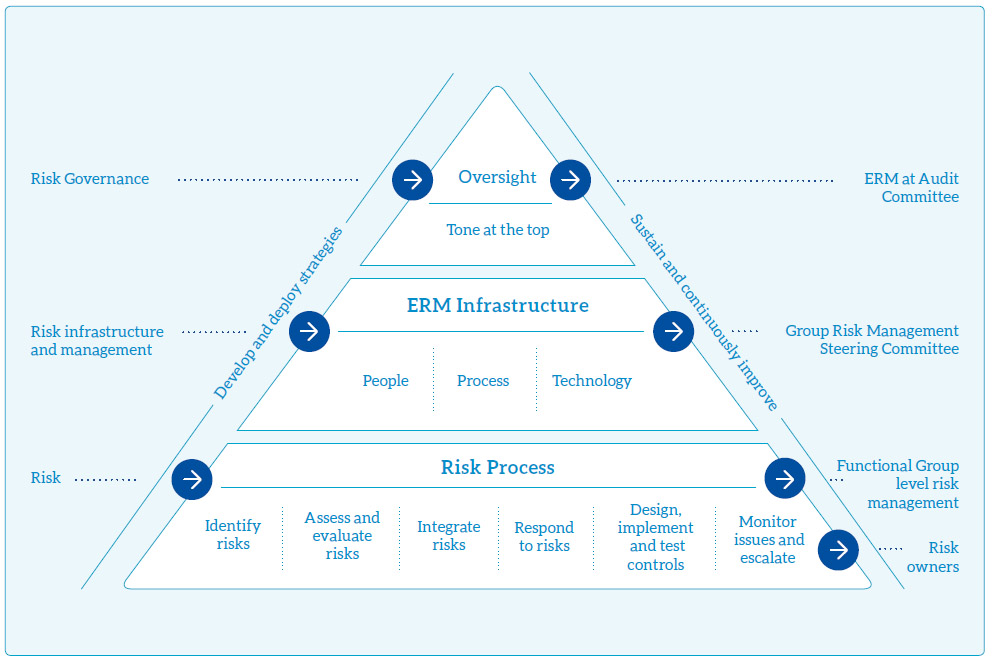 Risk Governance
Oversight
ERM at Audit
Committee
Tone at the top
Develop and deploy strategies
Sustain and continuously improve
Risk infrastructure
and management
ERM Infrastructure
Group Risk Management
Steering Committee
People
Process
Technology
Risk
Risk Process
Functional Group
level risk
management
Identify
risks
Assess and
evaluate
risks
Integrate
risks
Respond
to risks
Design,
implement
and test
controls
Monitor
issues and
escalate
Risk
owners